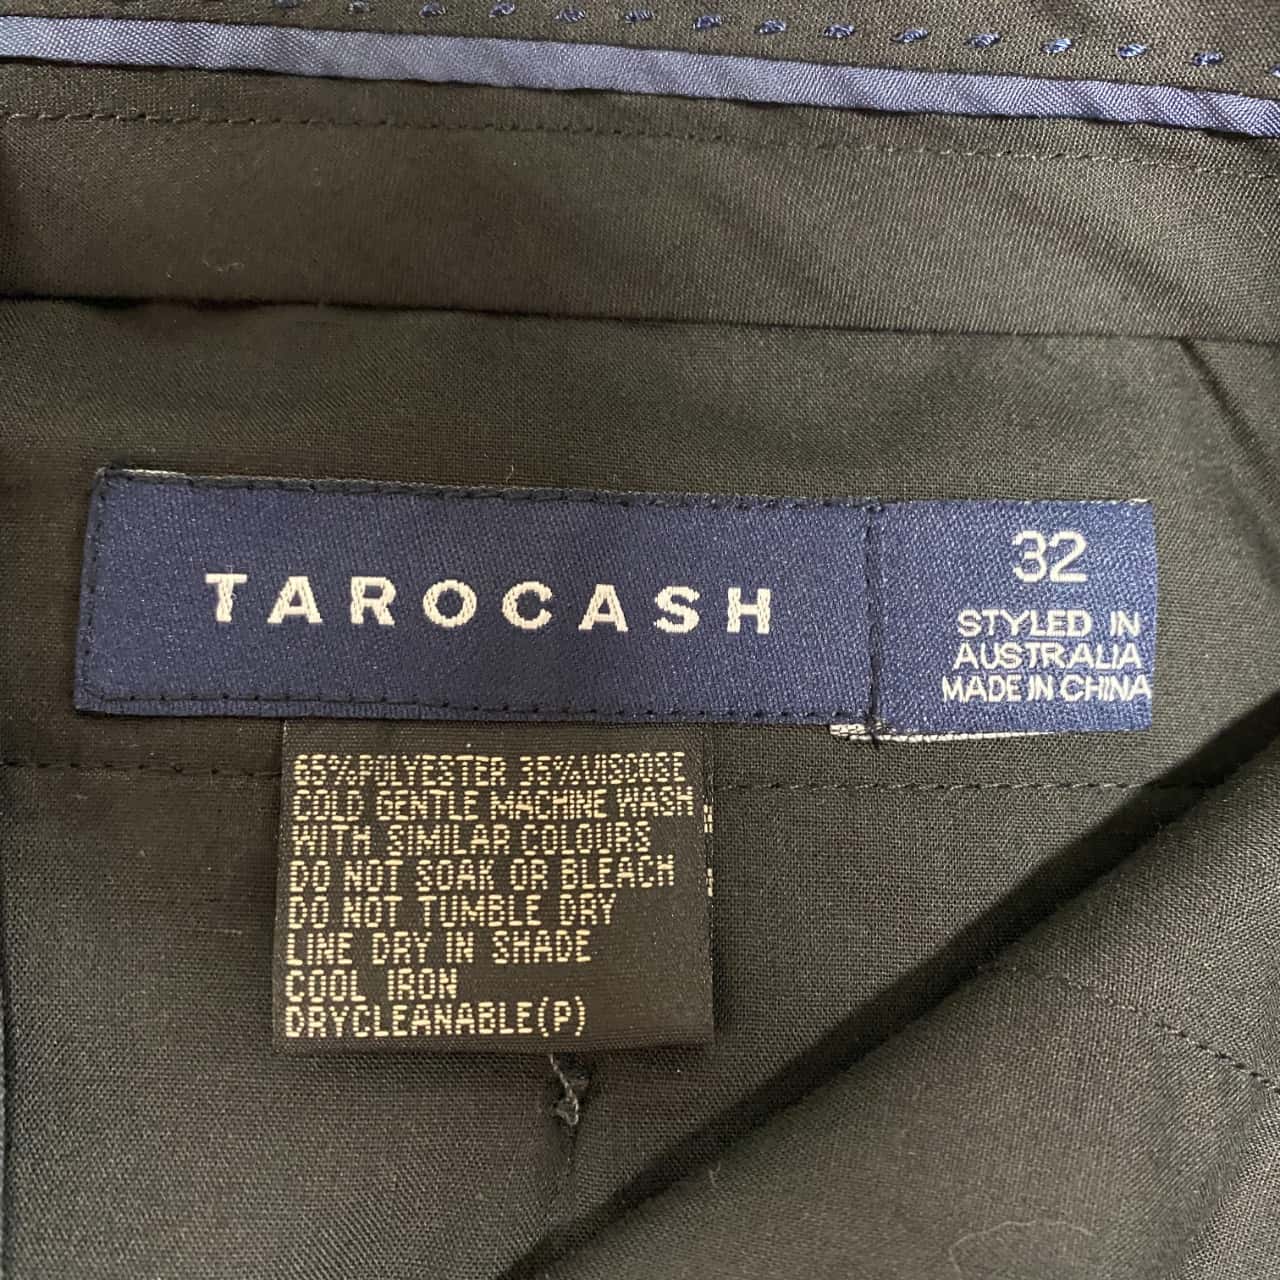 TAROCASH
32
STYLED IN
AUSTRALIA
MADE IN CHINA
65%POLYESTER 35%VISCOSE
COLD GENTLE MACHINE WASH
WITH SIMILAR COLOURS
DO NOT SOAK OR BLEACH
DO NOT TUMBLE DRY
LINE DRY IN SHADE
COOL IRON
DRYCLEANABLE(P)